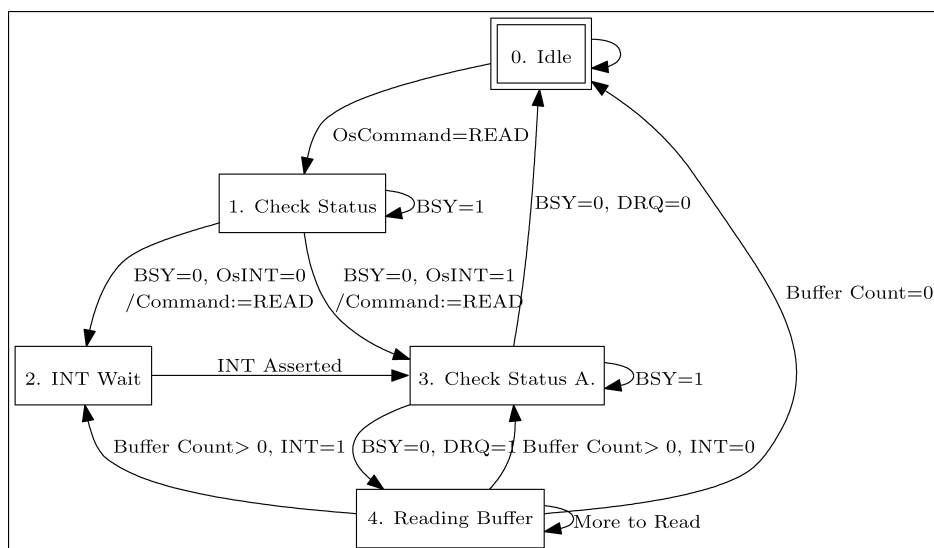 0. Idle
OsCommand=READ
1. Check Status
BSY=1
BSY=0, DRQ=0
BSY=0, OsINT=0
/Command:=READ
BSY=0, OsINT=1
/Command:=READ
Buffer Count=0
2. INT Wait
INT Asserted
3. Check Status A.
BSY=1
Buffer Count> 0, INT=1
BSY=0, DRQ=1
Buffer Count> 0, INT=0
4. Reading Buffer
More to Read